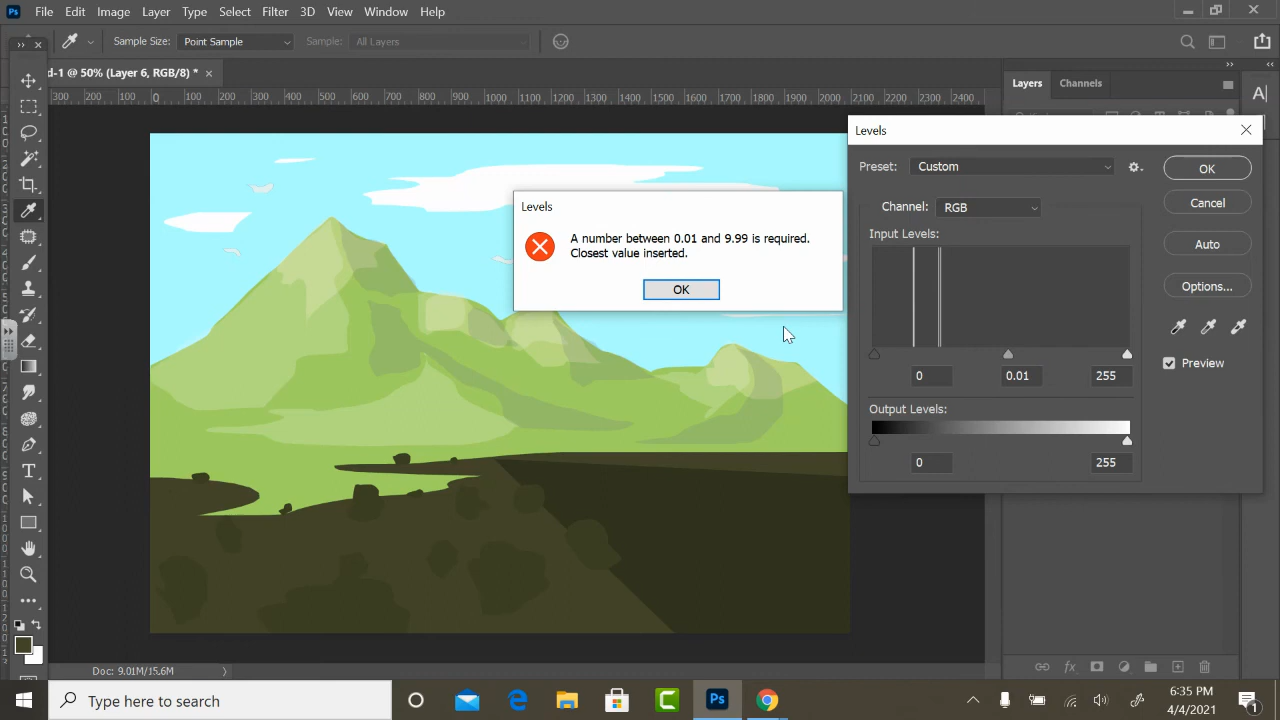 Ps File Edit Image Layer Type Select Filter 3D View Window Help
Sample Size: Point Sample Sample: All Layers
d-1 @ 50% (Layer 6, RGB/8) *
300 200 100 0 100 200 300 400 500 600 700 800 900 1000 1100 1200 1300 1400 1500 1600 1700 1800 1900 2000 2100 2200 2300 2400
Layers Channels
Levels
Preset: Custom
OK
Channel: RGB
Cancel
Input Levels:
Auto
Options...
Preview
0 0.01 255
Output Levels:
0 255
Levels
A number between 0.01 and 9.99 is required.
Closest value inserted.
OK
Doc: 9.01M/15.6M
Type here to search
Ps
6:35 PM
4/4/2021
1